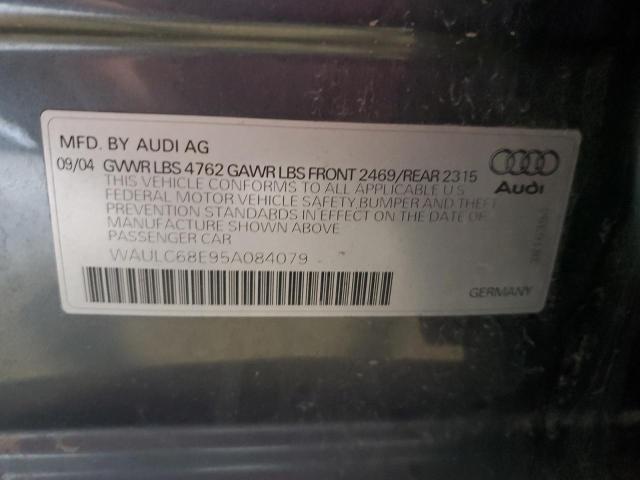 MFD. BY AUDI AG
09/04 GVWR LBS 4762 GAWR LBS FRONT 2469/REAR 2315
THIS VEHICLE CONFORMS TO ALL APPLICABLE U.S.
FEDERAL MOTOR VEHICLE SAFETY,BUMPER AND THEFT
PREVENTION STANDARDS IN EFFECT ON THE DATE OF
MANUFACTURE SHOWN ABOVE
PASSENGER CAR
WAULC68E95A084079
Audi
GERMANY